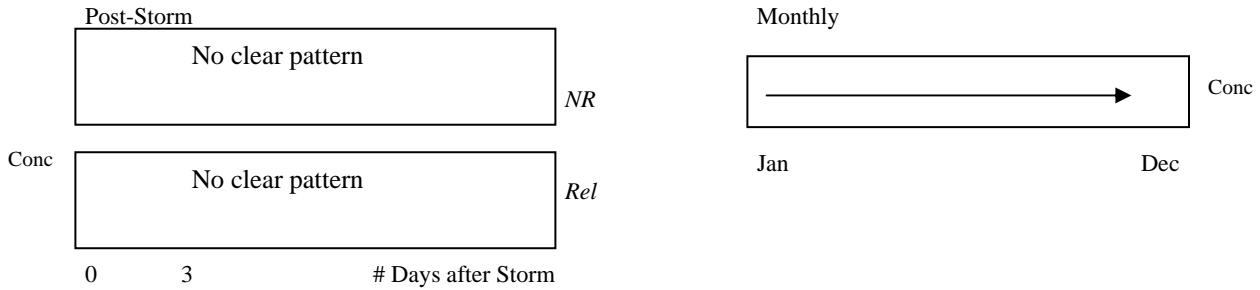 Post-Storm
No clear pattern
NR
Conc
No clear pattern
Rel
0 3 # Days after Storm
Monthly
Conc
Jan Dec